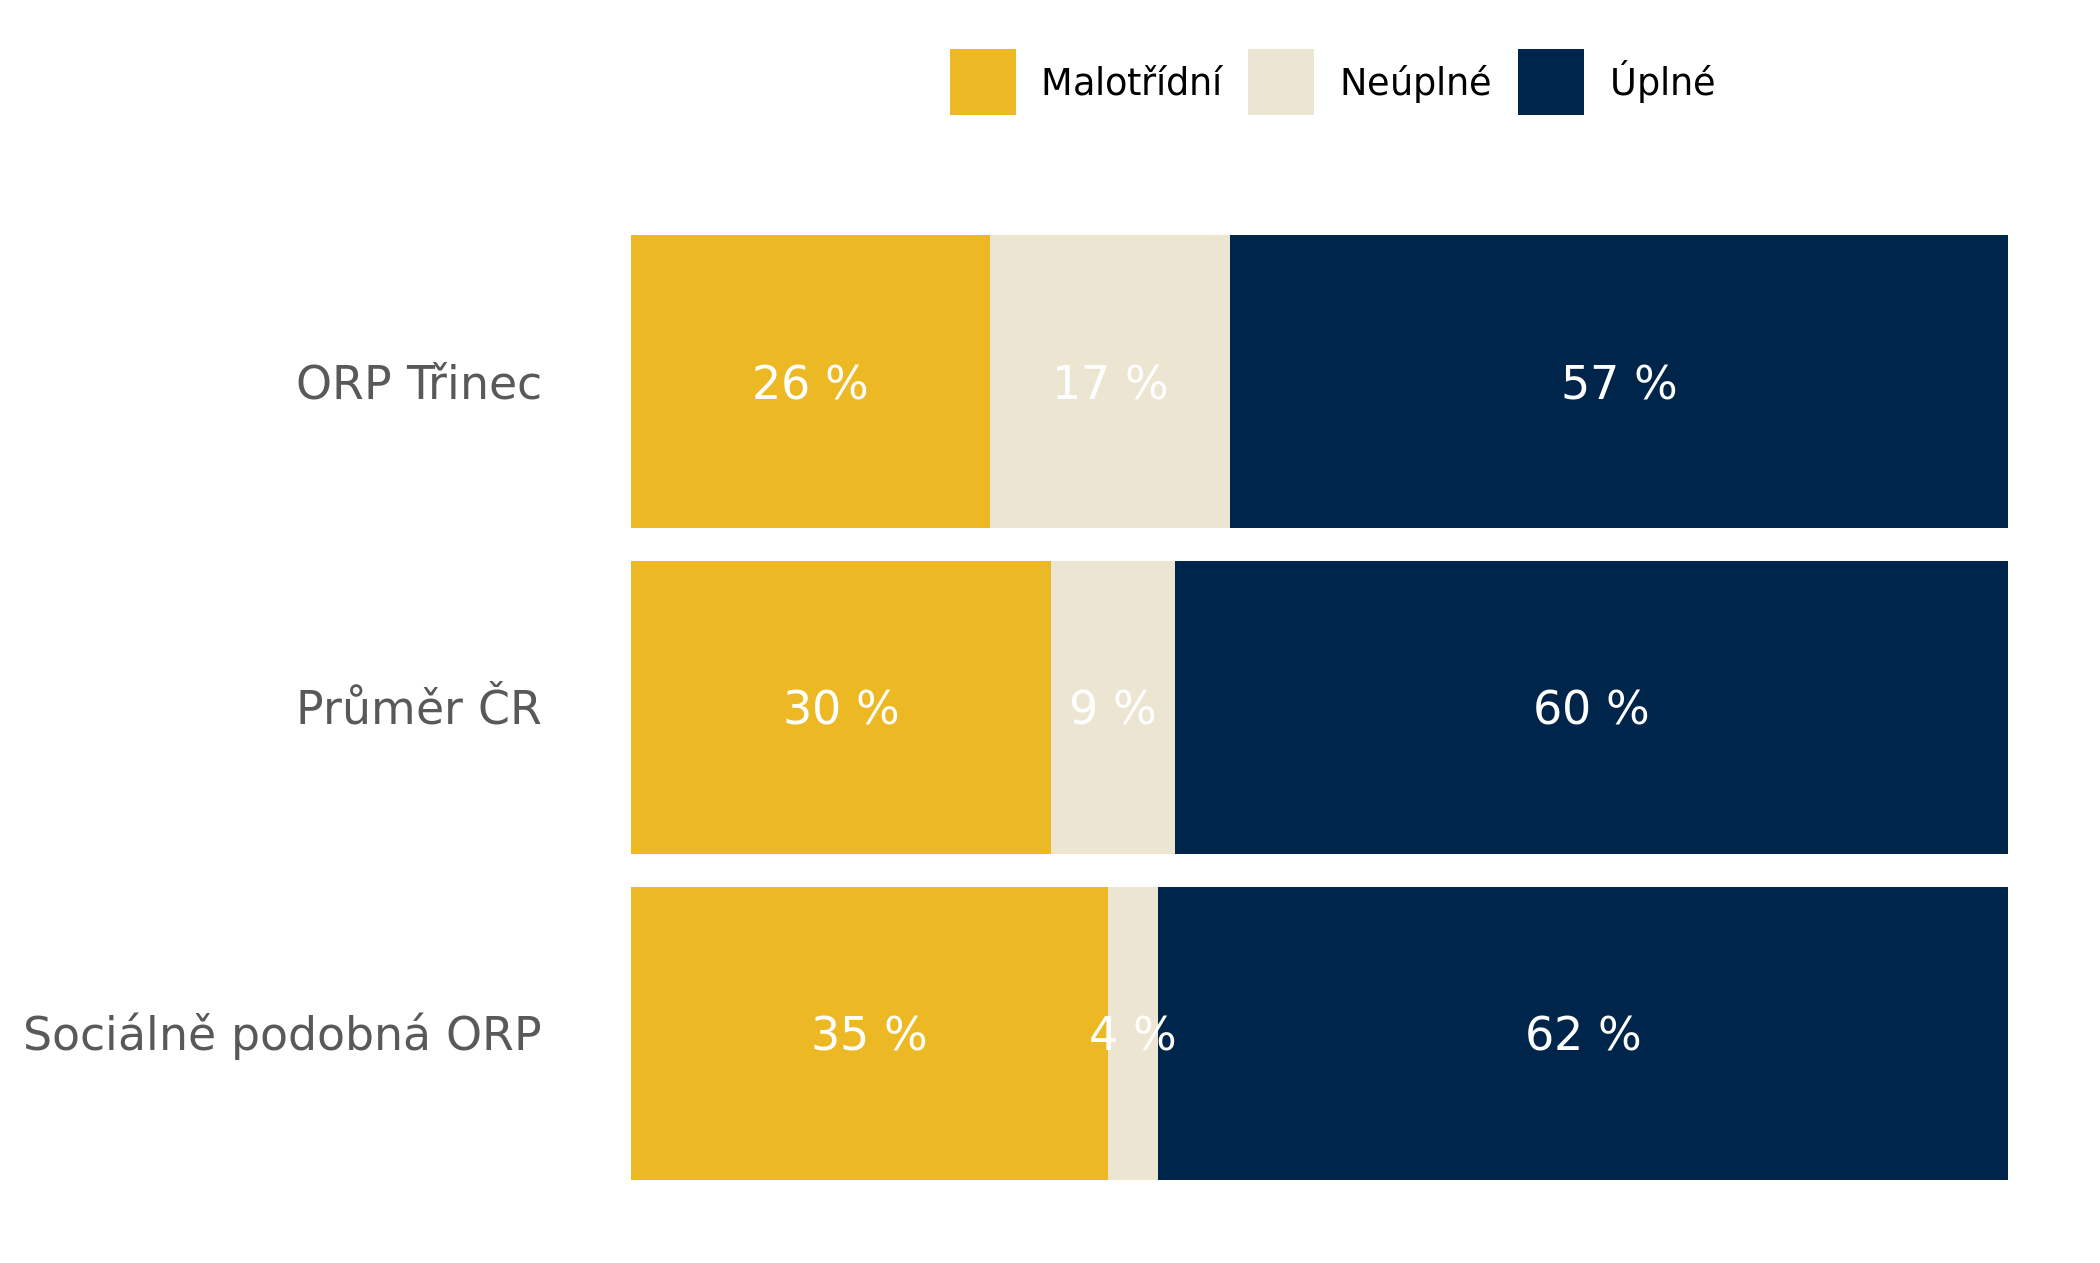 Malotřídní Neúplné Úplné
ORP Třinec 26 % 17 % 57 %
Průměr ČR 30 % 9 % 60 %
Sociálně podobná ORP 35 % 4 % 62 %